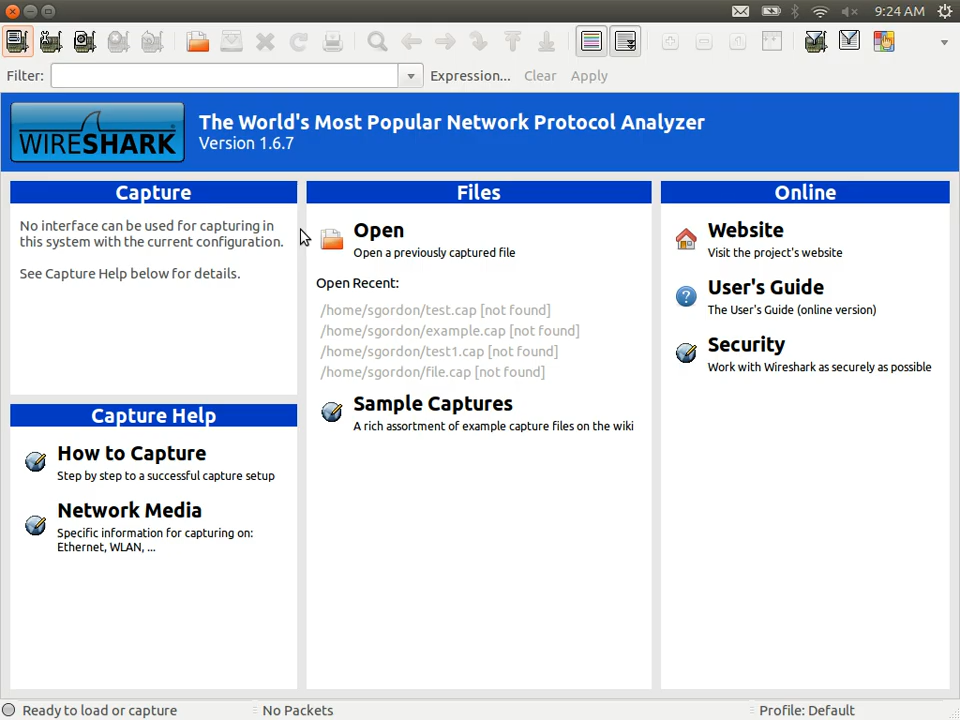 9:24 AM
Filter:
Expression...
Clear
Apply
WIRESHARK
The World's Most Popular Network Protocol Analyzer
Version 1.6.7
Capture
No interface can be used for capturing in
this system with the current configuration.
See Capture Help below for details.
Capture Help
How to Capture
Step by step to a successful capture setup
Network Media
Specific information for capturing on:
Ethernet, WLAN, ...
Files
Open
Open a previously captured file
Open Recent:
/home/sgordon/test.cap [not found]
/home/sgordon/example.cap [not found]
/home/sgordon/test1.cap [not found]
/home/sgordon/file.cap [not found]
Sample Captures
A rich assortment of example capture files on the wiki
Online
Website
Visit the project's website
User's Guide
The User's Guide (online version)
Security
Work with Wireshark as securely as possible
Ready to load or capture
No Packets
Profile: Default